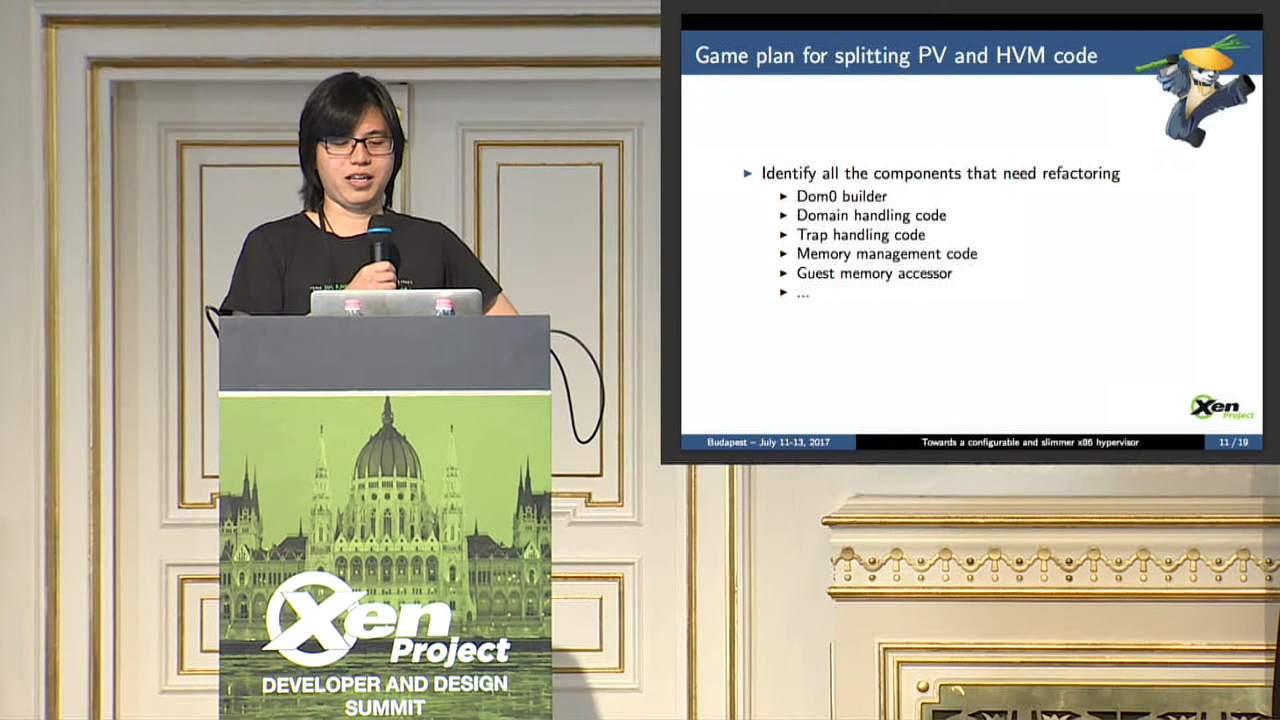 Game plan for splitting PV and HVM code
Identify all the components that need refactoring
Dom0 builder
Domain handling code
Trap handling code
Memory management code
Guest memory accessor
...
Xen
Project
Budapest – July 11-13, 2017
Towards a configurable and slimmer x86 hypervisor
11 / 19
Xen
Project
DEVELOPER AND DESIGN
SUMMIT